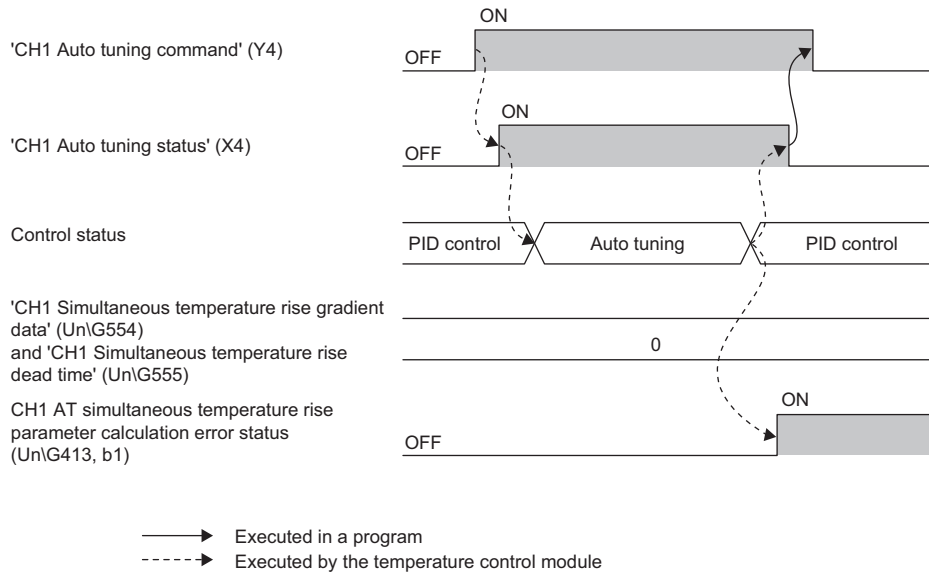 ON
'CH1 Auto tuning command' (Y4)
OFF
ON
'CH1 Auto tuning status' (X4)
OFF
Control status
PID control
Auto tuning
PID control
'CH1 Simultaneous temperature rise gradient
data' (Un\G554)
and 'CH1 Simultaneous temperature rise
dead time' (Un\G555)
0
CH1 AT simultaneous temperature rise
parameter calculation error status
(Un\G413, b1)
OFF
ON
Executed in a program
Executed by the temperature control module